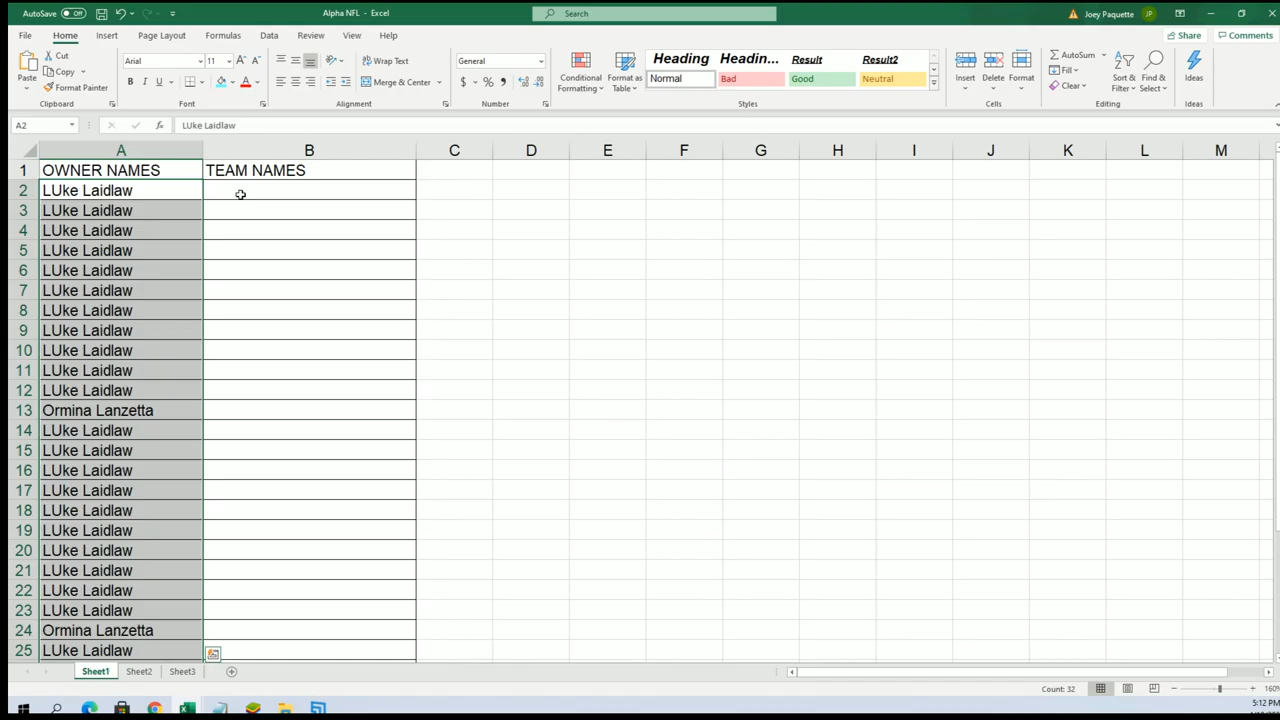 AutoSave Off Alpha NFL - Excel Search Joey Paquette JP
File Home Insert Page Layout Formulas Data Review View Help Share Comments
Paste Cut Copy Format Painter Clipboard
Arial 11 A A B I U A Font
Wrap Text Merge & Center Alignment
General $ % , Number
Conditional Formatting Format as Table
Heading Headin... Result Result2
Normal Bad Good Neutral
Styles
Insert Delete Format Cells
AutoSum Fill Clear Sort & Filter Find & Select Editing
Ideas Ideas
A2 fx LUke Laidlaw
A B C D E F G H I J K L M
1 OWNER NAMES TEAM NAMES
2 LUke Laidlaw
3 LUke Laidlaw
4 LUke Laidlaw
5 LUke Laidlaw
6 LUke Laidlaw
7 LUke Laidlaw
8 LUke Laidlaw
9 LUke Laidlaw
10 LUke Laidlaw
11 LUke Laidlaw
12 LUke Laidlaw
13 Ormina Lanzetta
14 LUke Laidlaw
15 LUke Laidlaw
16 LUke Laidlaw
17 LUke Laidlaw
18 LUke Laidlaw
19 LUke Laidlaw
20 LUke Laidlaw
21 LUke Laidlaw
22 LUke Laidlaw
23 LUke Laidlaw
24 Ormina Lanzetta
25 LUke Laidlaw
Sheet1 Sheet2 Sheet3
Count: 32 160%
5:12 PM